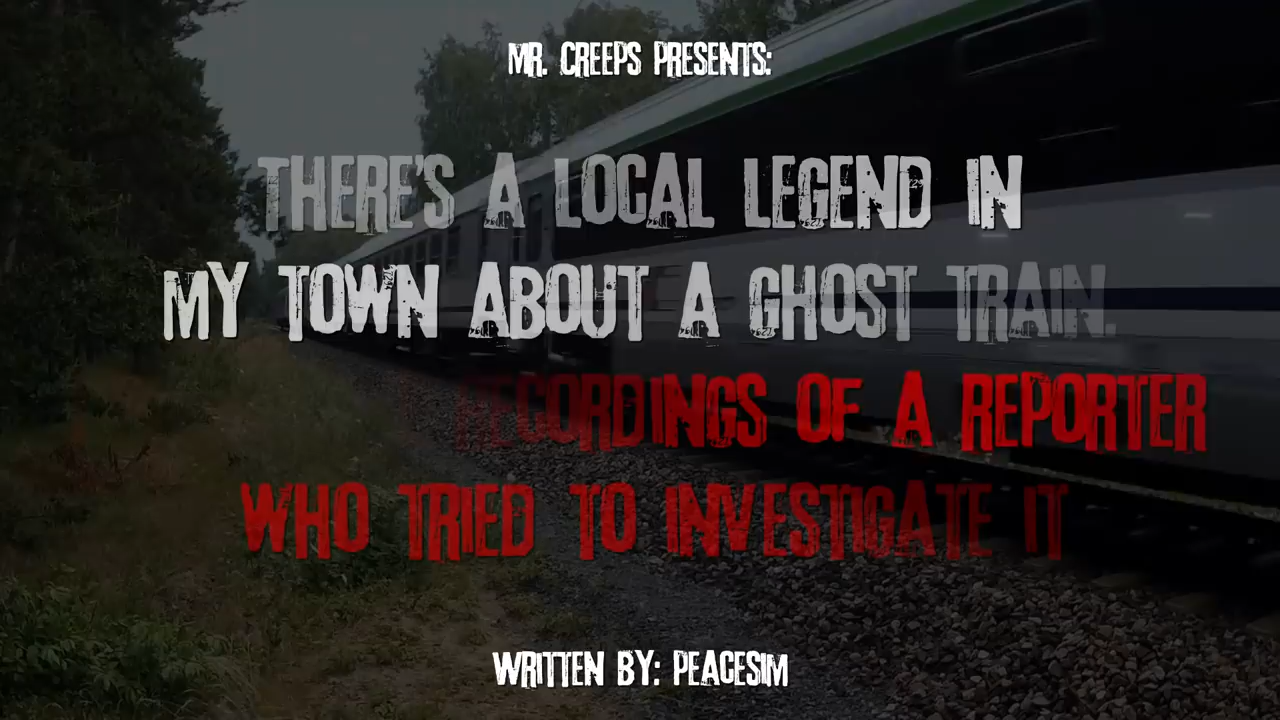 MR. CREEPS PRESENTS:
THERE'S A LOCAL LEGEND IN
MY TOWN ABOUT A GHOST TRAIN.
RECORDINGS OF A REPORTER
WHO TRIED TO INVESTIGATE IT
WRITTEN BY: PEACESIM